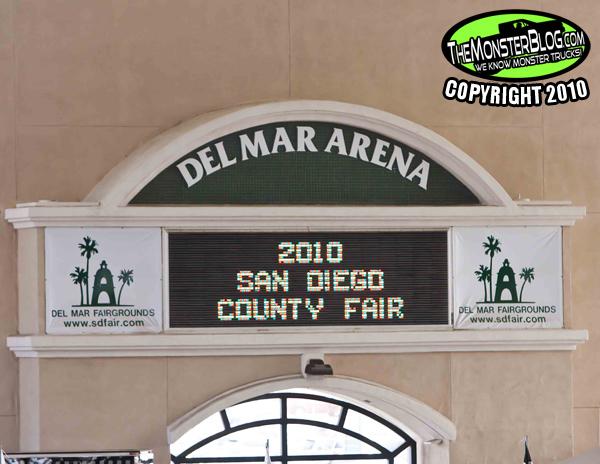 THEMONSTERBLOG.COM
WE KNOW MONSTER TRUCKS!
COPYRIGHT 2010
DEL MAR ARENA
2010
SAN DIEGO
COUNTY FAIR
DEL MAR FAIRGROUNDS
www.sdfair.com
DEL MAR FAIRGROUNDS
www.sdfair.com